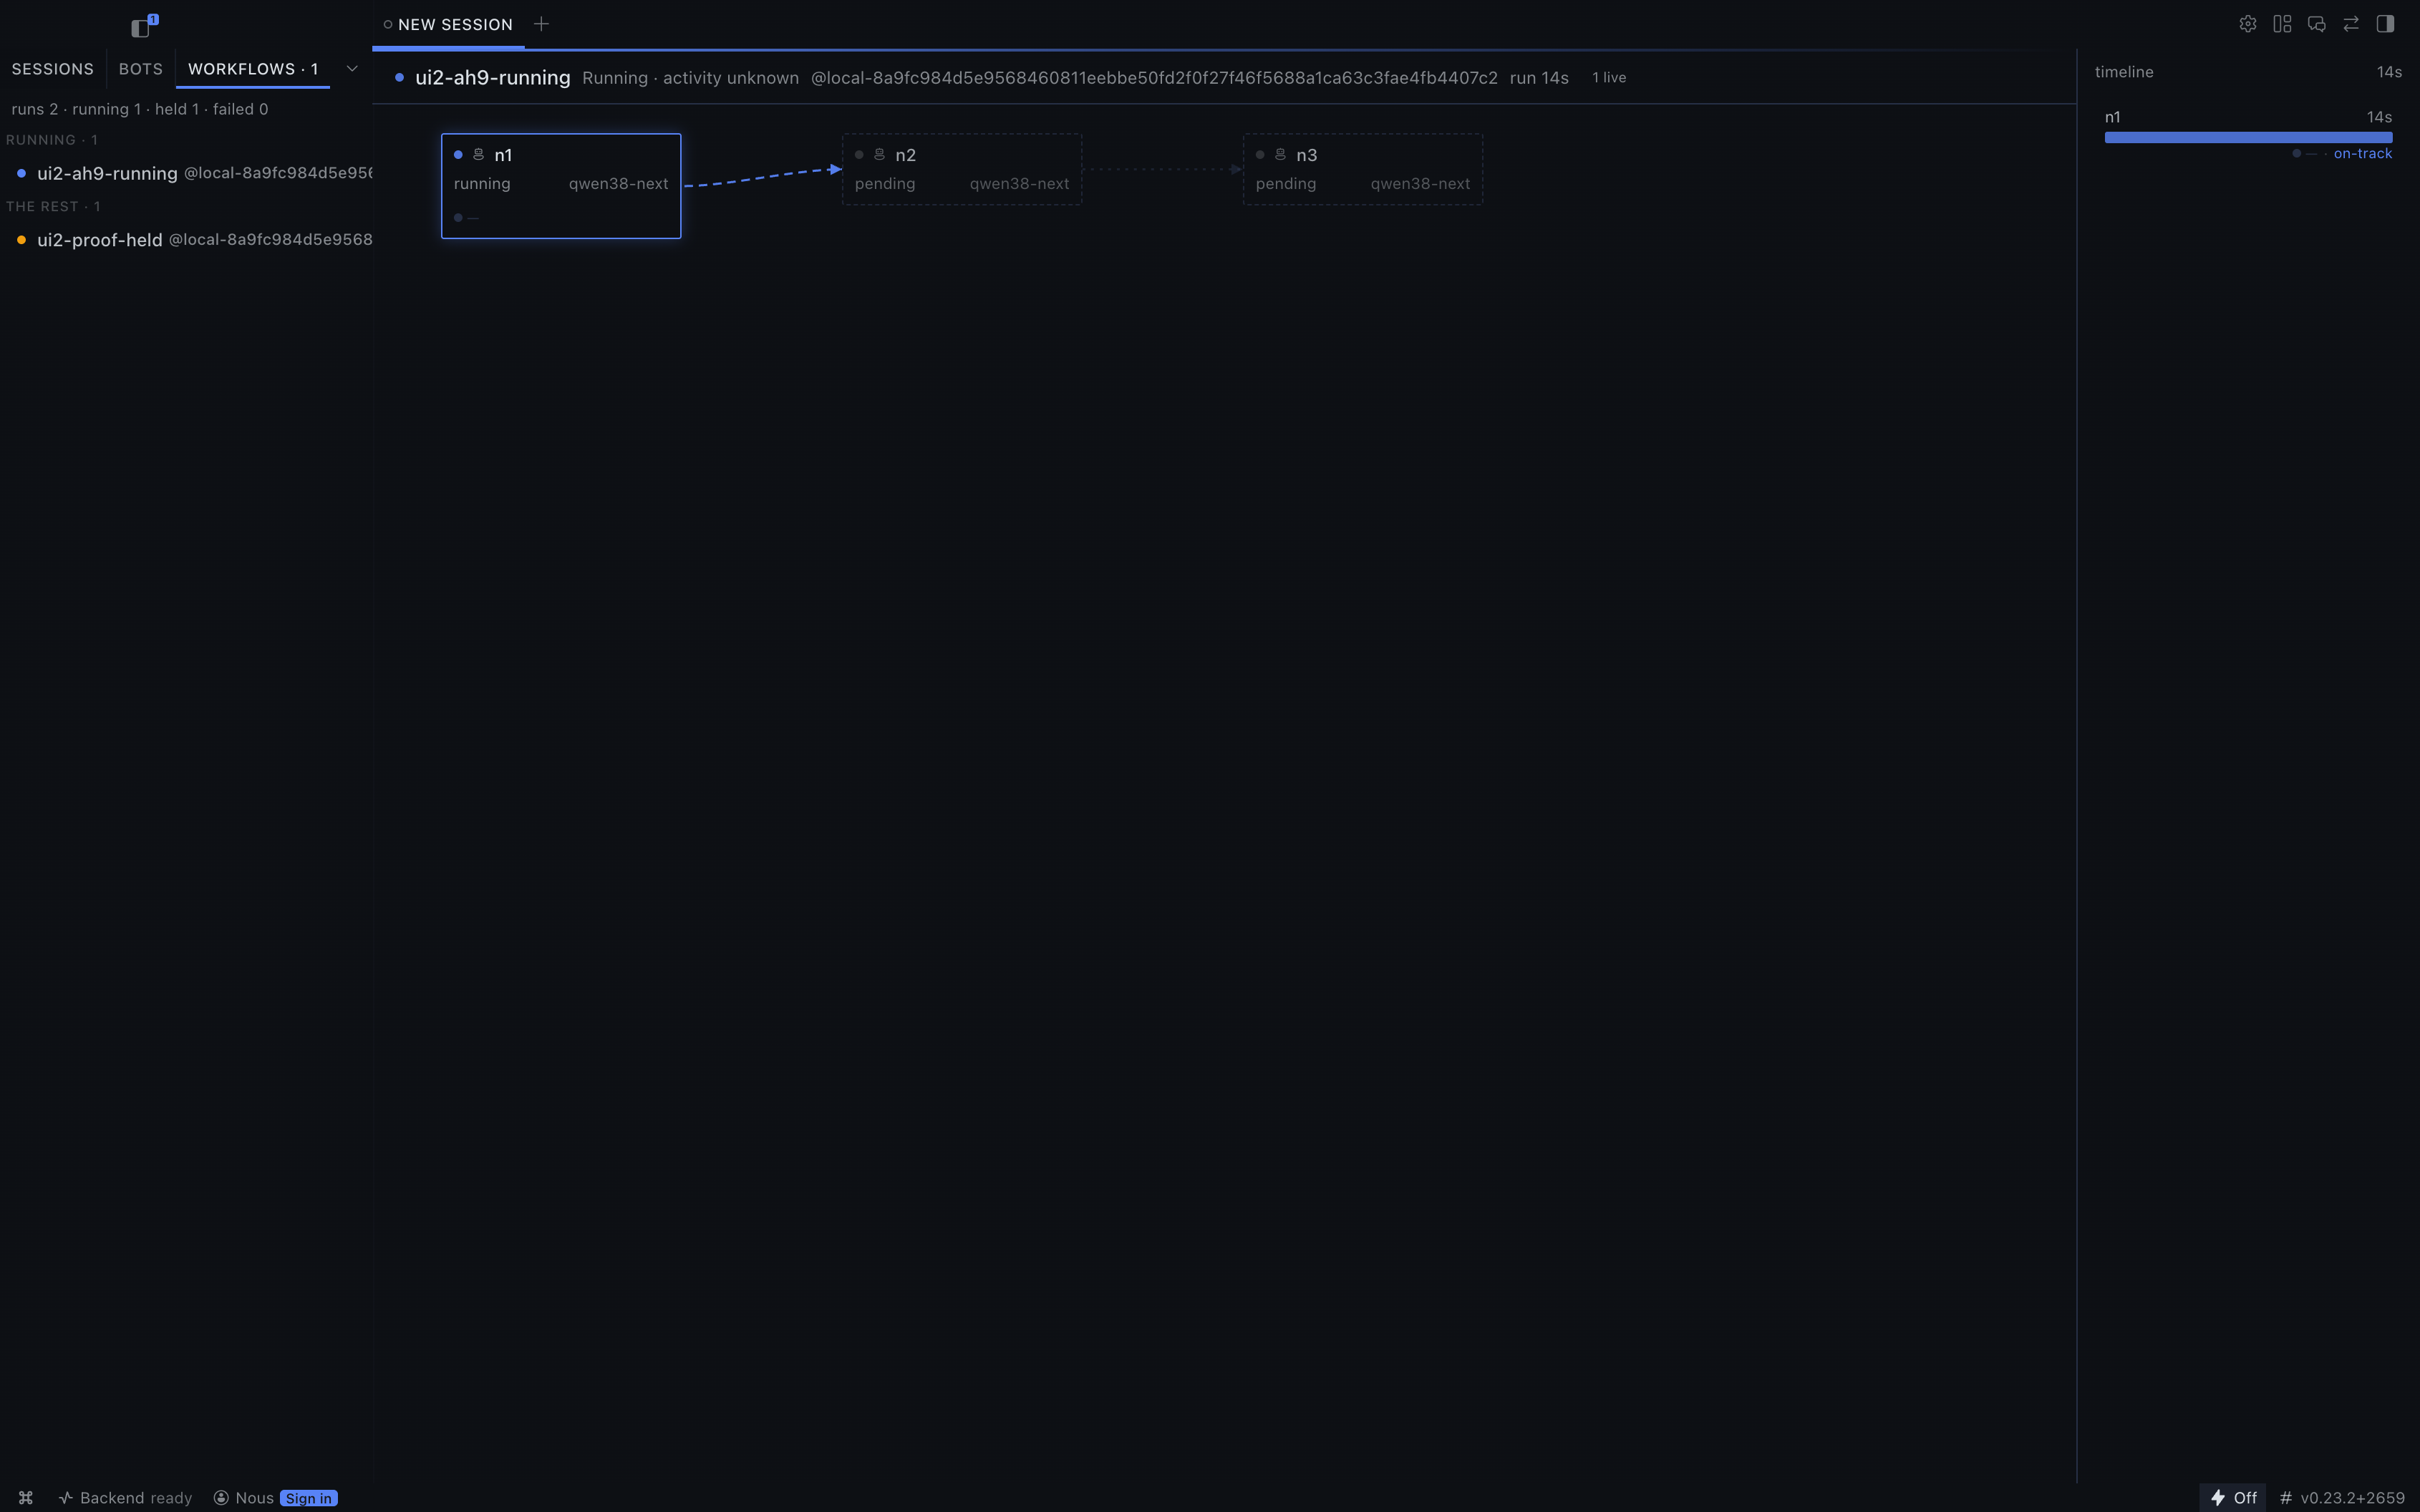 1
NEW SESSION
SESSIONS
BOTS
WORKFLOWS · 1
runs 2 · running 1 · held 1 · failed 0
RUNNING · 1
ui2-ah9-running @local-8a9fc984d5e956
THE REST · 1
ui2-proof-held @local-8a9fc984d5e9568
ui2-ah9-running Running · activity unknown @local-8a9fc984d5e9568460811eebbe50fd2f0f27f46f5688a1ca63c3fae4fb4407c2 run 14s 1 live
n1
running qwen38-next
—
n2
pending qwen38-next
n3
pending qwen38-next
timeline 14s
n1 14s
— · on-track
Backend ready
Nous Sign in
Off
# v0.23.2+2659